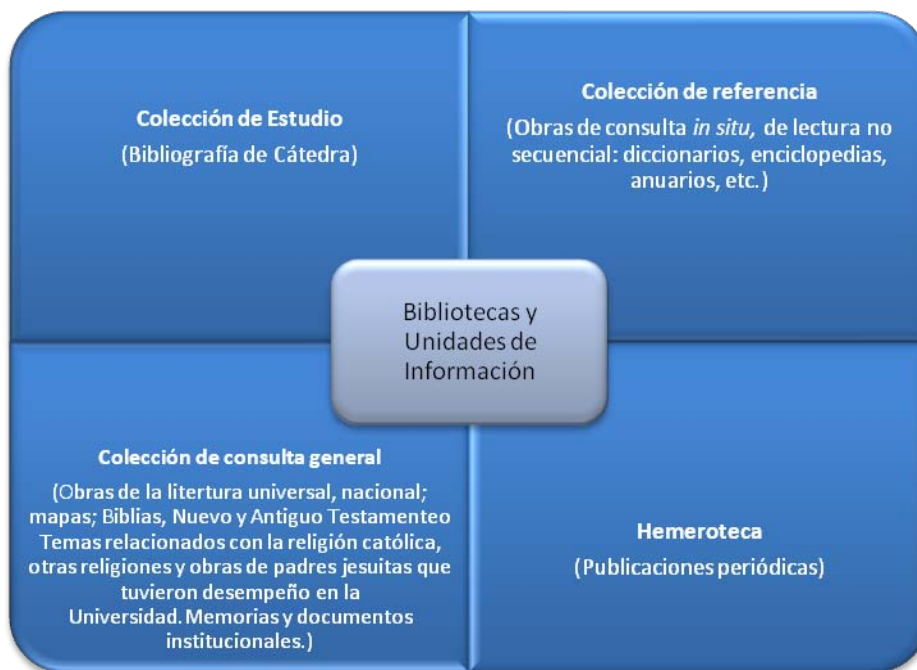 Colección de Estudio
(Bibliografía de Cátedra)
Colección de referencia
(Obras de consulta in situ, de lectura no
secuencial: diccionarios, enciclopedias,
anuarios, etc.)
Bibliotecas y
Unidades de
Información
Colección de consulta general
(Obras de la litertura universal, nacional;
mapas; Biblias, Nuevo y Antiguo Testamenteo
Temas relacionados con la religión católica,
otras religiones y obras de padres jesuitas que
tuvieron desempeño en la
Universidad. Memorias y documentos
institucionales.)
Hemeroteca
(Publicaciones periódicas)